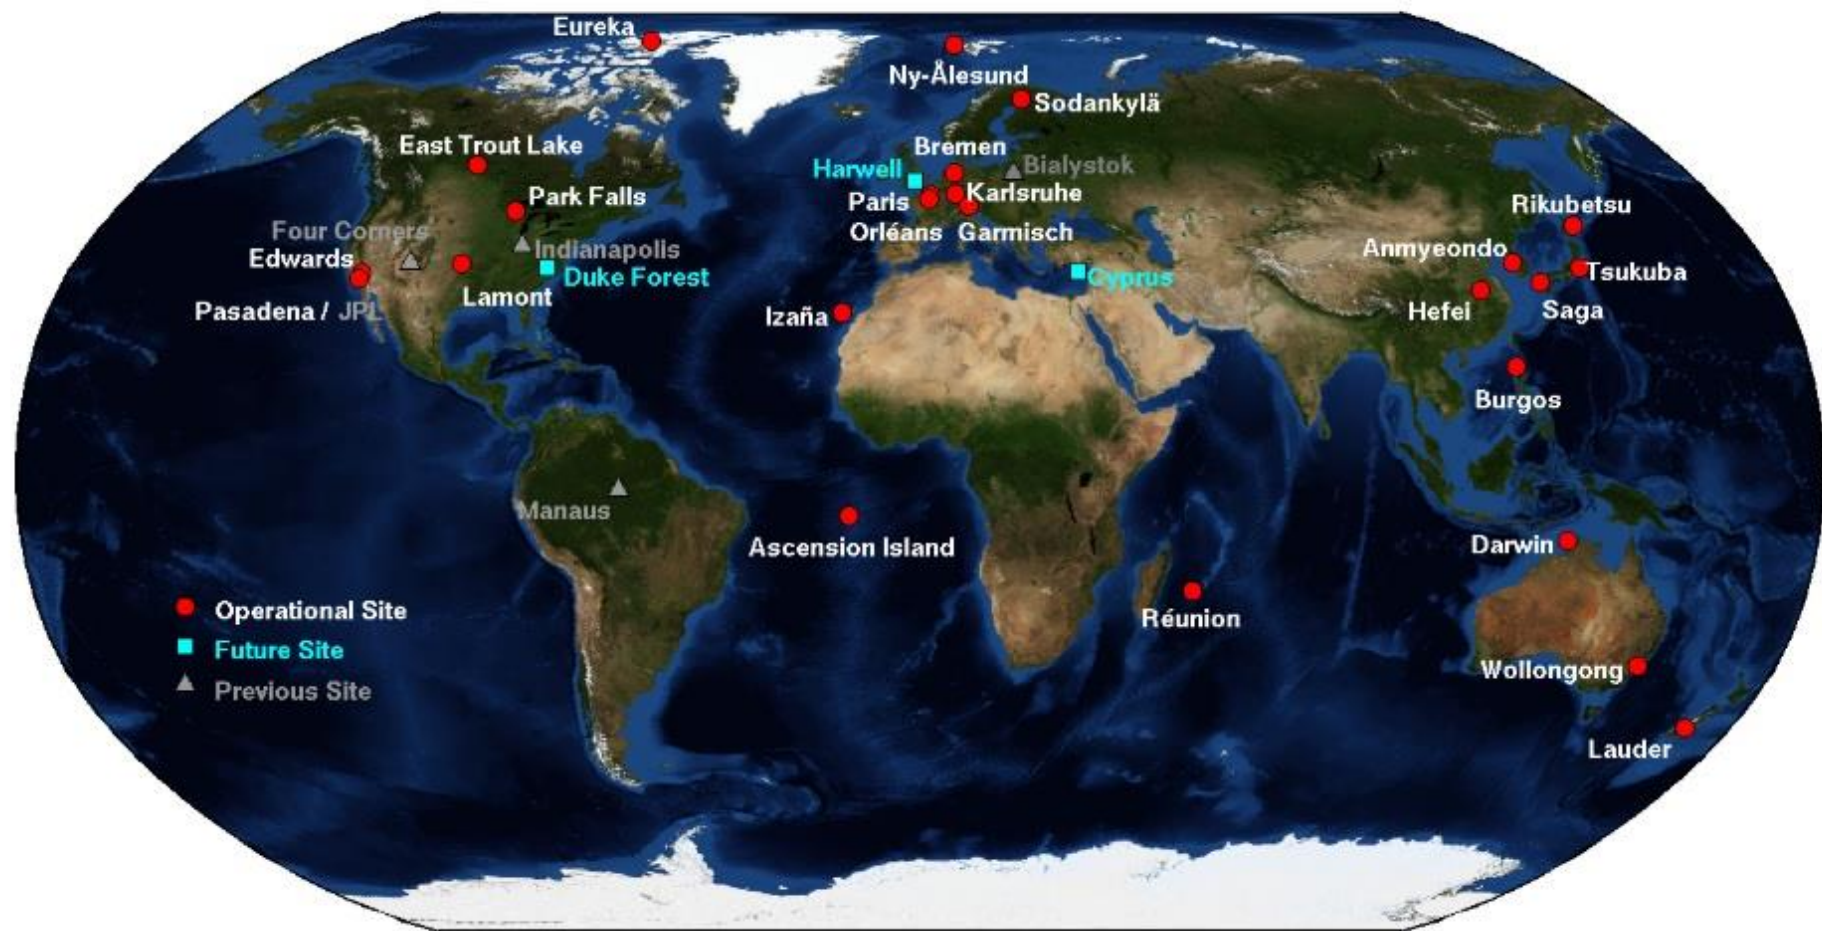 Eureka
Ny-Ålesund
Sodankylä
East Trout Lake
Bremen
Harwell
Bialystok
Park Falls
Paris
Karlsruhe
Rikubetsu
Four Corners
Indianapolis
Orléans
Garmisch
Edwards
Anmyeondo
Duke Forest
Cyprus
Tsukuba
Lamont
Pasadena / JPL
Izaña
Hefei
Saga
Burgos
Manaus
Ascension Island
Darwin
Réunion
Operational Site
Future Site
Previous Site
Wollongong
Lauder